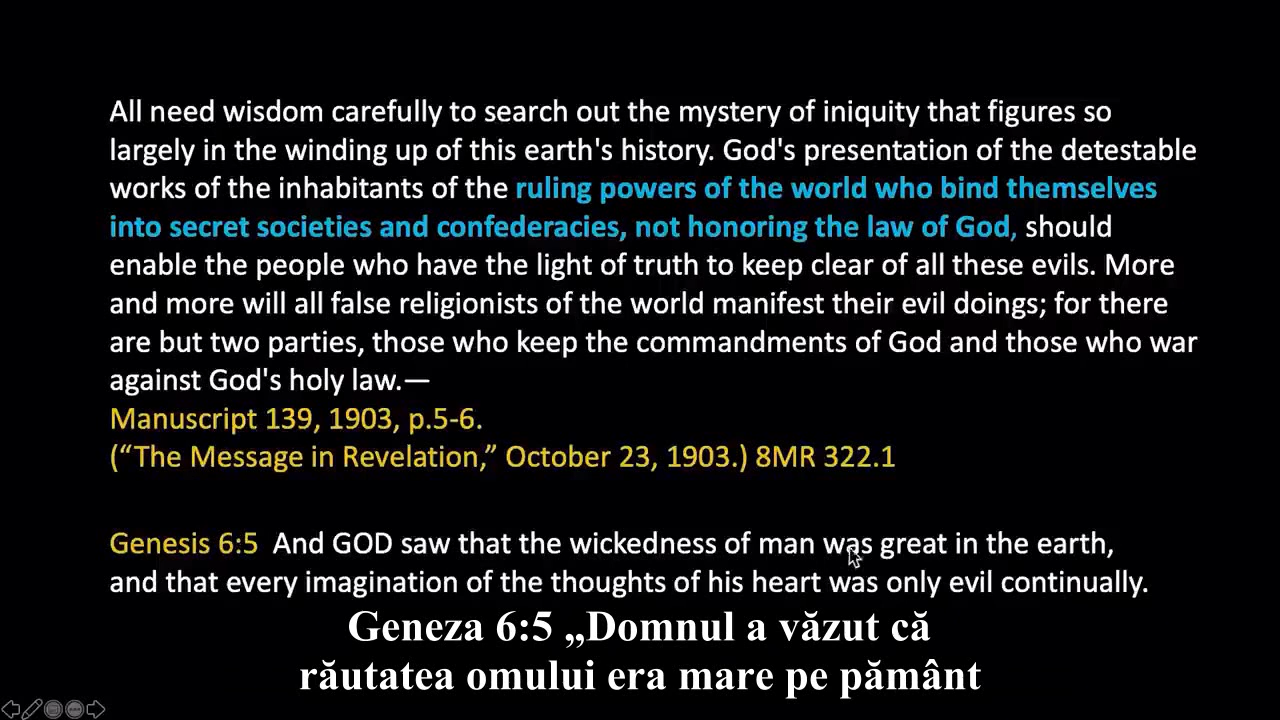 All need wisdom carefully to search out the mystery of iniquity that figures so
largely in the winding up of this earth's history. God's presentation of the detestable
works of the inhabitants of the ruling powers of the world who bind themselves
into secret societies and confederacies, not honoring the law of God, should
enable the people who have the light of truth to keep clear of all these evils. More
and more will all false religionists of the world manifest their evil doings; for there
are but two parties, those who keep the commandments of God and those who war
against God's holy law.—
Manuscript 139, 1903, p.5-6.
(“The Message in Revelation,” October 23, 1903.) 8MR 322.1
Genesis 6:5 And GOD saw that the wickedness of man was great in the earth,
and that every imagination of the thoughts of his heart was only evil continually.
Geneza 6:5 „Domnul a văzut că
răutatea omului era mare pe pământ